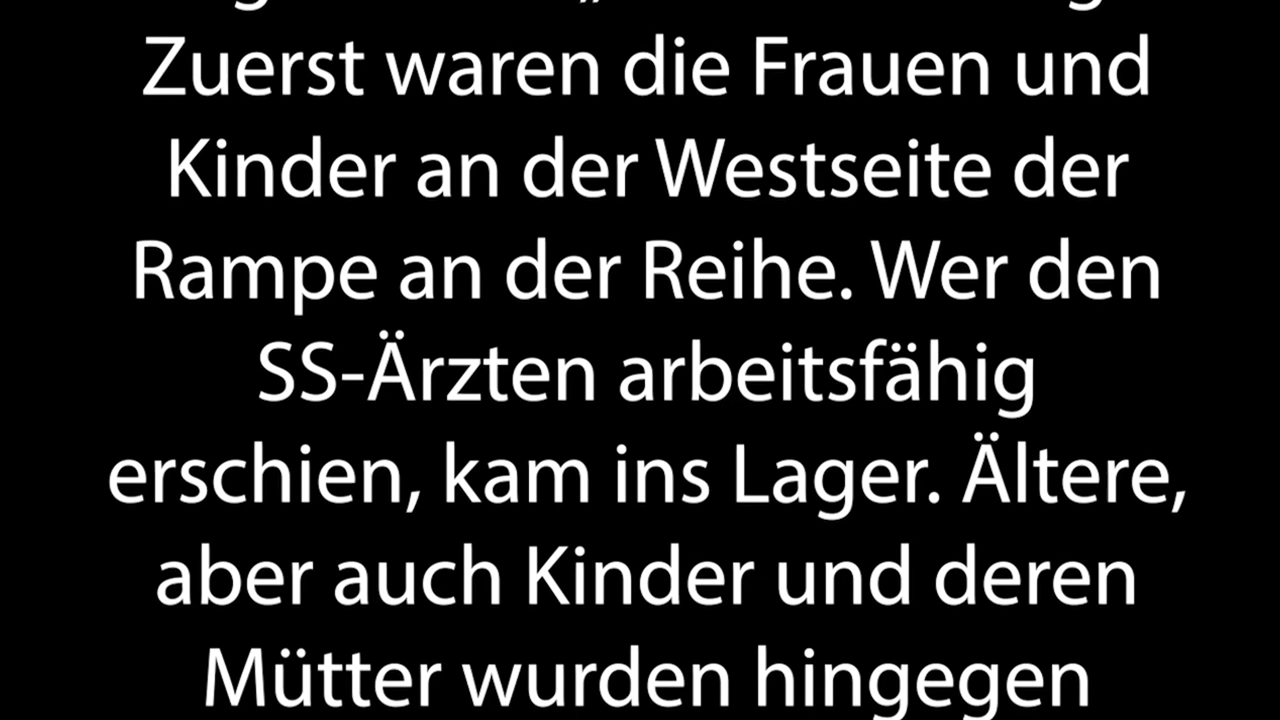 Zuerst waren die Frauen und
Kinder an der Westseite der
Rampe an der Reihe. Wer den
SS-Ärzten arbeitsfähig
erschien, kam ins Lager. Ältere,
aber auch Kinder und deren
Mütter wurden hingegen